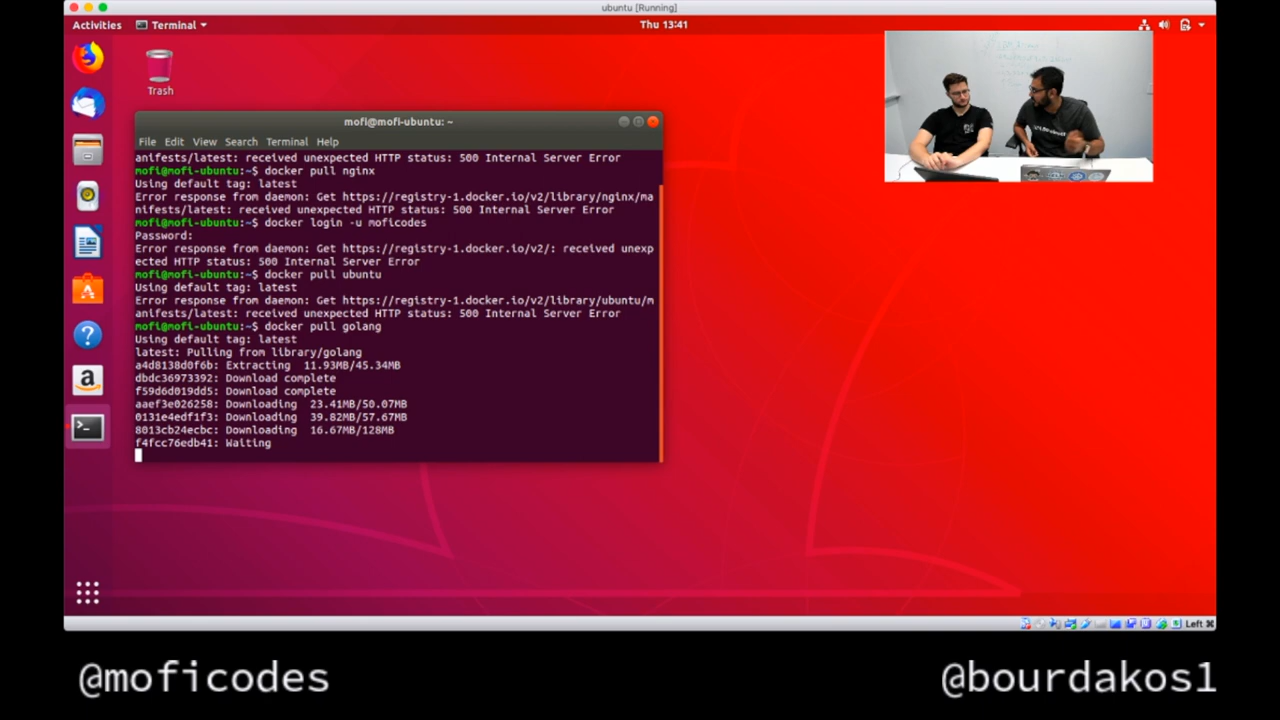 ubuntu [Running]
Activities Terminal Thu 13:41
Trash
mofi@mofi-ubuntu: ~
File Edit View Search Terminal Help
anifests/latest: received unexpected HTTP status: 500 Internal Server Error
mofi@mofi-ubuntu:~$ docker pull nginx
Using default tag: latest
Error response from daemon: Get https://registry-1.docker.io/v2/library/nginx/ma
nifests/latest: received unexpected HTTP status: 500 Internal Server Error
mofi@mofi-ubuntu:~$ docker login -u moficodes
Password:
Error response from daemon: Get https://registry-1.docker.io/v2/: received unexp
ected HTTP status: 500 Internal Server Error
mofi@mofi-ubuntu:~$ docker pull ubuntu
Using default tag: latest
Error response from daemon: Get https://registry-1.docker.io/v2/library/ubuntu/m
anifests/latest: received unexpected HTTP status: 500 Internal Server Error
mofi@mofi-ubuntu:~$ docker pull golang
Using default tag: latest
latest: Pulling from library/golang
a4d8138d0f6b: Extracting 11.93MB/45.34MB
dbdc36973392: Download complete
f59d6d019dd5: Download complete
aaef3e026258: Downloading 23.41MB/50.07MB
0131e4edf1f3: Downloading 39.82MB/57.67MB
8013cb24ecbc: Downloading 16.67MB/128MB
f4fcc76edb41: Waiting
Left ⌘
@moficodes
@bourdakos1